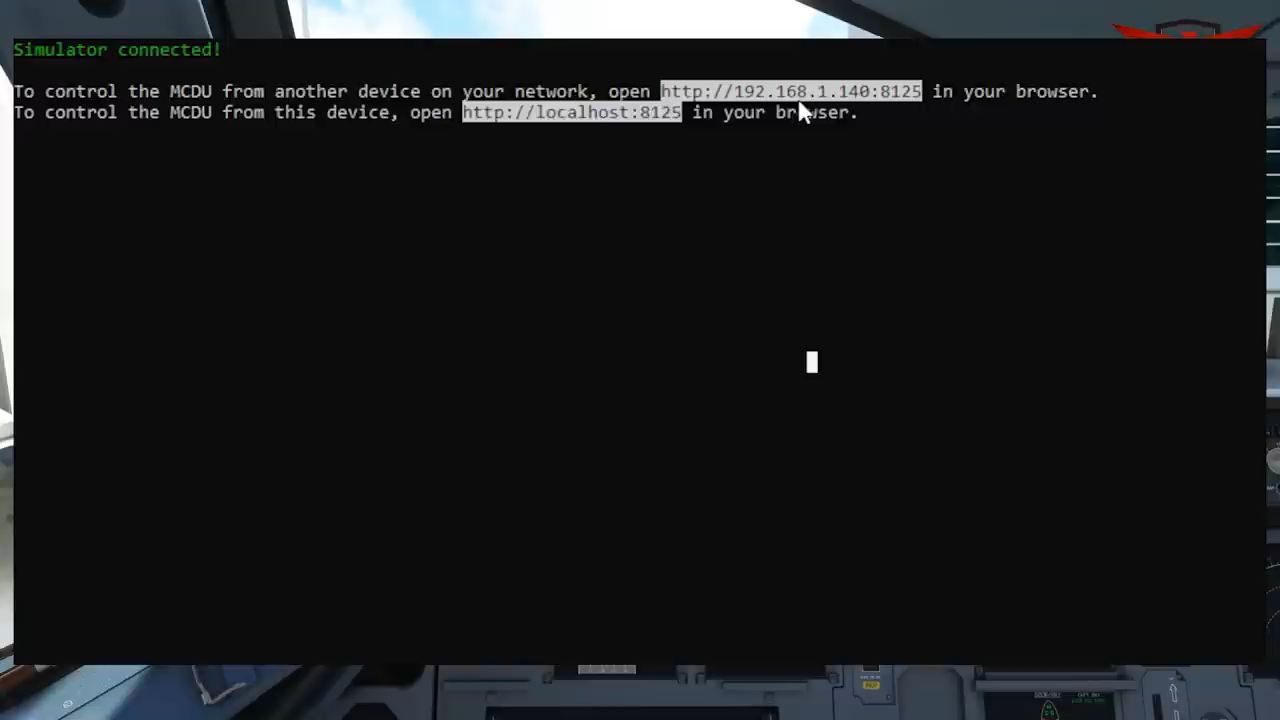 Simulator connected!
To control the MCDU from another device on your network, open http://192.168.1.140:8125 in your browser.
To control the MCDU from this device, open http://localhost:8125 in your browser.